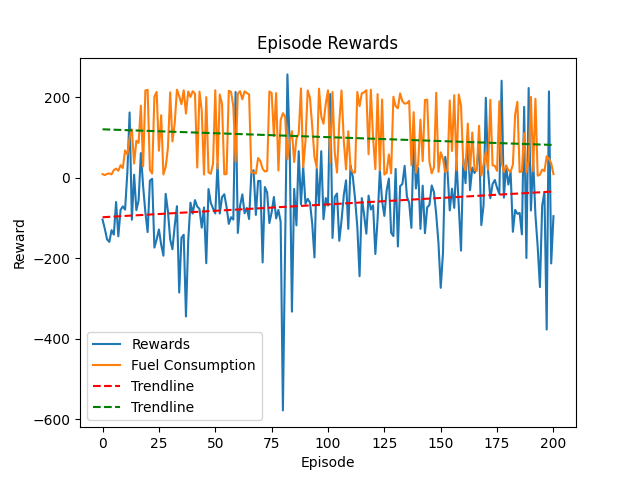 Episode Rewards
Reward
200
0
−200
−400
−600
Rewards
Fuel Consumption
Trendline
Trendline
0 25 50 75 100 125 150 175 200
Episode